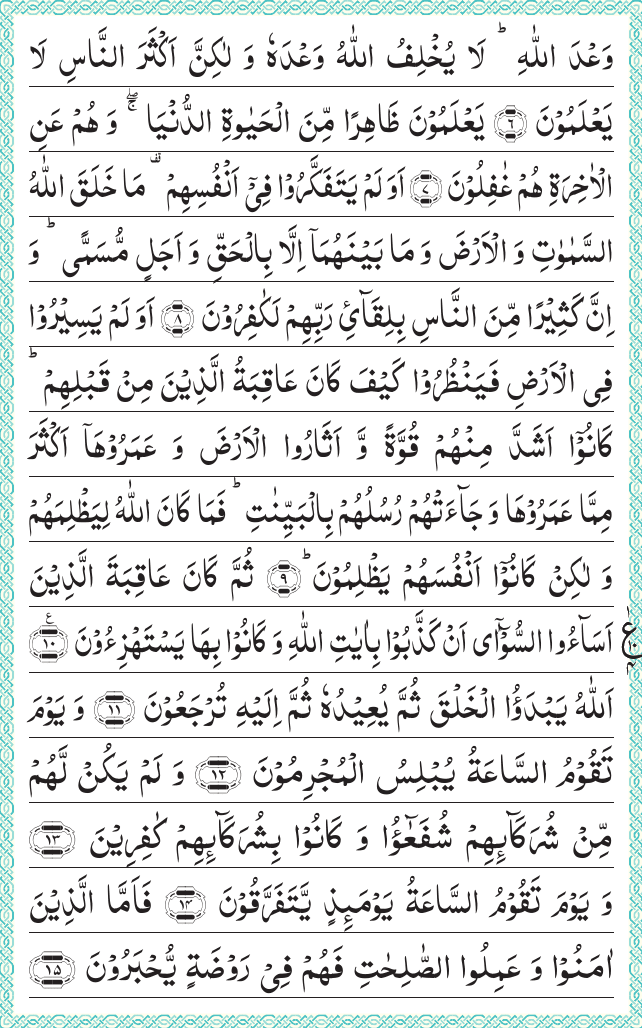 وَعۡدَ اللّٰهِ ؕ لَا یُخۡلِفُ اللّٰهُ وَعۡدَهٗ وَ لٰکِنَّ اَکۡثَرَ النَّاسِ لَا
یَعۡلَمُوۡنَ ﴿۶﴾ یَعۡلَمُوۡنَ ظَاهِرًا مِّنَ الۡحَیٰوۃِ الدُّنۡیَا ۚۖ وَ هُمۡ عَنِ
الۡاٰخِرَۃِ هُمۡ غٰفِلُوۡنَ ﴿۷﴾ اَوَ لَمۡ یَتَفَکَّرُوۡا فِیۡۤ اَنۡفُسِهِمۡ ۟ مَا خَلَقَ اللّٰهُ
السَّمٰوٰتِ وَ الۡاَرۡضَ وَ مَا بَیۡنَهُمَاۤ اِلَّا بِالۡحَقِّ وَ اَجَلٍ مُّسَمًّی ؕ وَ
اِنَّ کَثِیۡرًا مِّنَ النَّاسِ بِلِقَآیِٔ رَبِّهِمۡ لَکٰفِرُوۡنَ ﴿۸﴾ اَوَ لَمۡ یَسِیۡرُوۡا
فِی الۡاَرۡضِ فَیَنۡظُرُوۡا کَیۡفَ کَانَ عَاقِبَۃُ الَّذِیۡنَ مِنۡ قَبۡلِهِمۡ ؕ
کَانُوۡۤا اَشَدَّ مِنۡهُمۡ قُوَّۃً وَّ اَثَارُوا الۡاَرۡضَ وَ عَمَرُوۡهَاۤ اَکۡثَرَ
مِمَّا عَمَرُوۡهَا وَ جَآءَتۡهُمۡ رُسُلُهُمۡ بِالۡبَیِّنٰتِ ؕ فَمَا کَانَ اللّٰهُ لِیَظۡلِمَهُمۡ
وَ لٰکِنۡ کَانُوۡۤا اَنۡفُسَهُمۡ یَظۡلِمُوۡنَ ؕ﴿۹﴾ ثُمَّ کَانَ عَاقِبَۃَ الَّذِیۡنَ
اَسَآءُوا السُّوۡٓاٰۤی اَنۡ کَذَّبُوۡا بِاٰیٰتِ اللّٰهِ وَ کَانُوۡا بِهَا یَسۡتَهۡزِءُوۡنَ ﴿۱۰﴾
اَللّٰهُ یَبۡدَؤُا الۡخَلۡقَ ثُمَّ یُعِیۡدُهٗ ثُمَّ اِلَیۡهِ تُرۡجَعُوۡنَ ﴿۱۱﴾ وَ یَوۡمَ
تَقُوۡمُ السَّاعَۃُ یُبۡلِسُ الۡمُجۡرِمُوۡنَ ﴿۱۲﴾ وَ لَمۡ یَکُنۡ لَّهُمۡ
مِّنۡ شُرَکَآئِهِمۡ شُفَعٰٓؤُا وَ کَانُوۡا بِشُرَکَآئِهِمۡ کٰفِرِیۡنَ ﴿۱۳﴾
وَ یَوۡمَ تَقُوۡمُ السَّاعَۃُ یَوۡمَئِذٍ یَّتَفَرَّقُوۡنَ ﴿۱۴﴾ فَاَمَّا الَّذِیۡنَ
اٰمَنُوۡا وَ عَمِلُوا الصّٰلِحٰتِ فَهُمۡ فِیۡ رَوۡضَۃٍ یُّحۡبَرُوۡنَ ﴿۱۵﴾